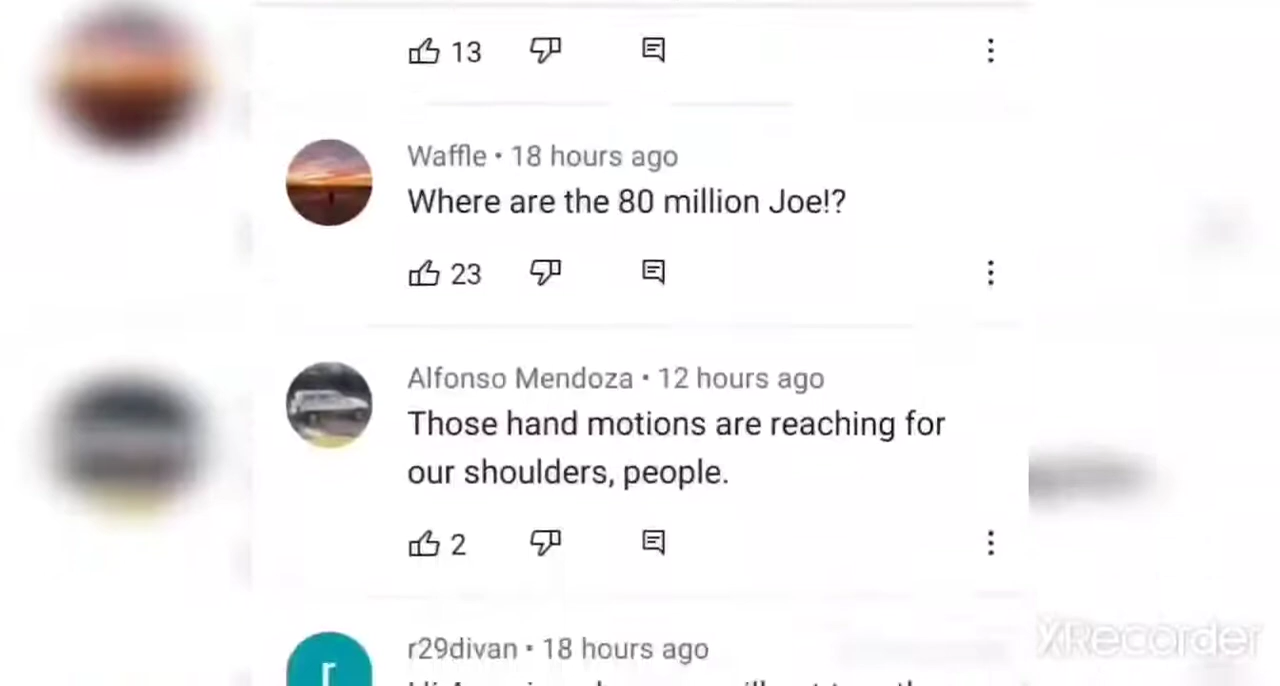 13
Waffle • 18 hours ago
Where are the 80 million Joe!?
23
Alfonso Mendoza • 12 hours ago
Those hand motions are reaching for
our shoulders, people.
2
r29divan • 18 hours ago
r
XRecorder